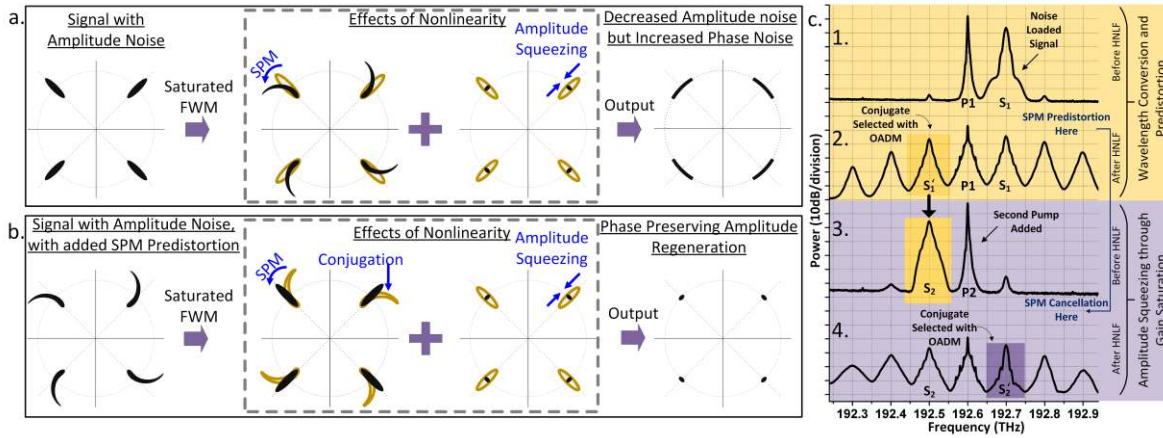 a.
Signal with
Amplitude Noise
Saturated
FWM
Effects of Nonlinearity
SPM
Amplitude
Squeezing
Output
Decreased Amplitude noise
but Increased Phase Noise
b.
Signal with Amplitude Noise,
with added SPM Predistortion
Saturated
FWM
Effects of Nonlinearity
SPM
Conjugation
Amplitude
Squeezing
Output
Phase Preserving Amplitude
Regeneration
c.
Power (10dB/division)
1.
Noise
Loaded
Signal
P1
S1
Before HNLF
Conjugate
Selected with
OADM
SPM Predistortion
Here
2.
S1'
P1
S1
After HNLF
Wavelength Conversion and
Predistortion
3.
Second Pump
Added
S2
P2
Before HNLF
SPM Cancellation
Here
Conjugate
Selected with
OADM
4.
S2
P2
S2'
After HNLF
Amplitude Squeezing through
Gain Saturation
192.3 192.4 192.5 192.6 192.7 192.8 192.9
Frequency (THz)